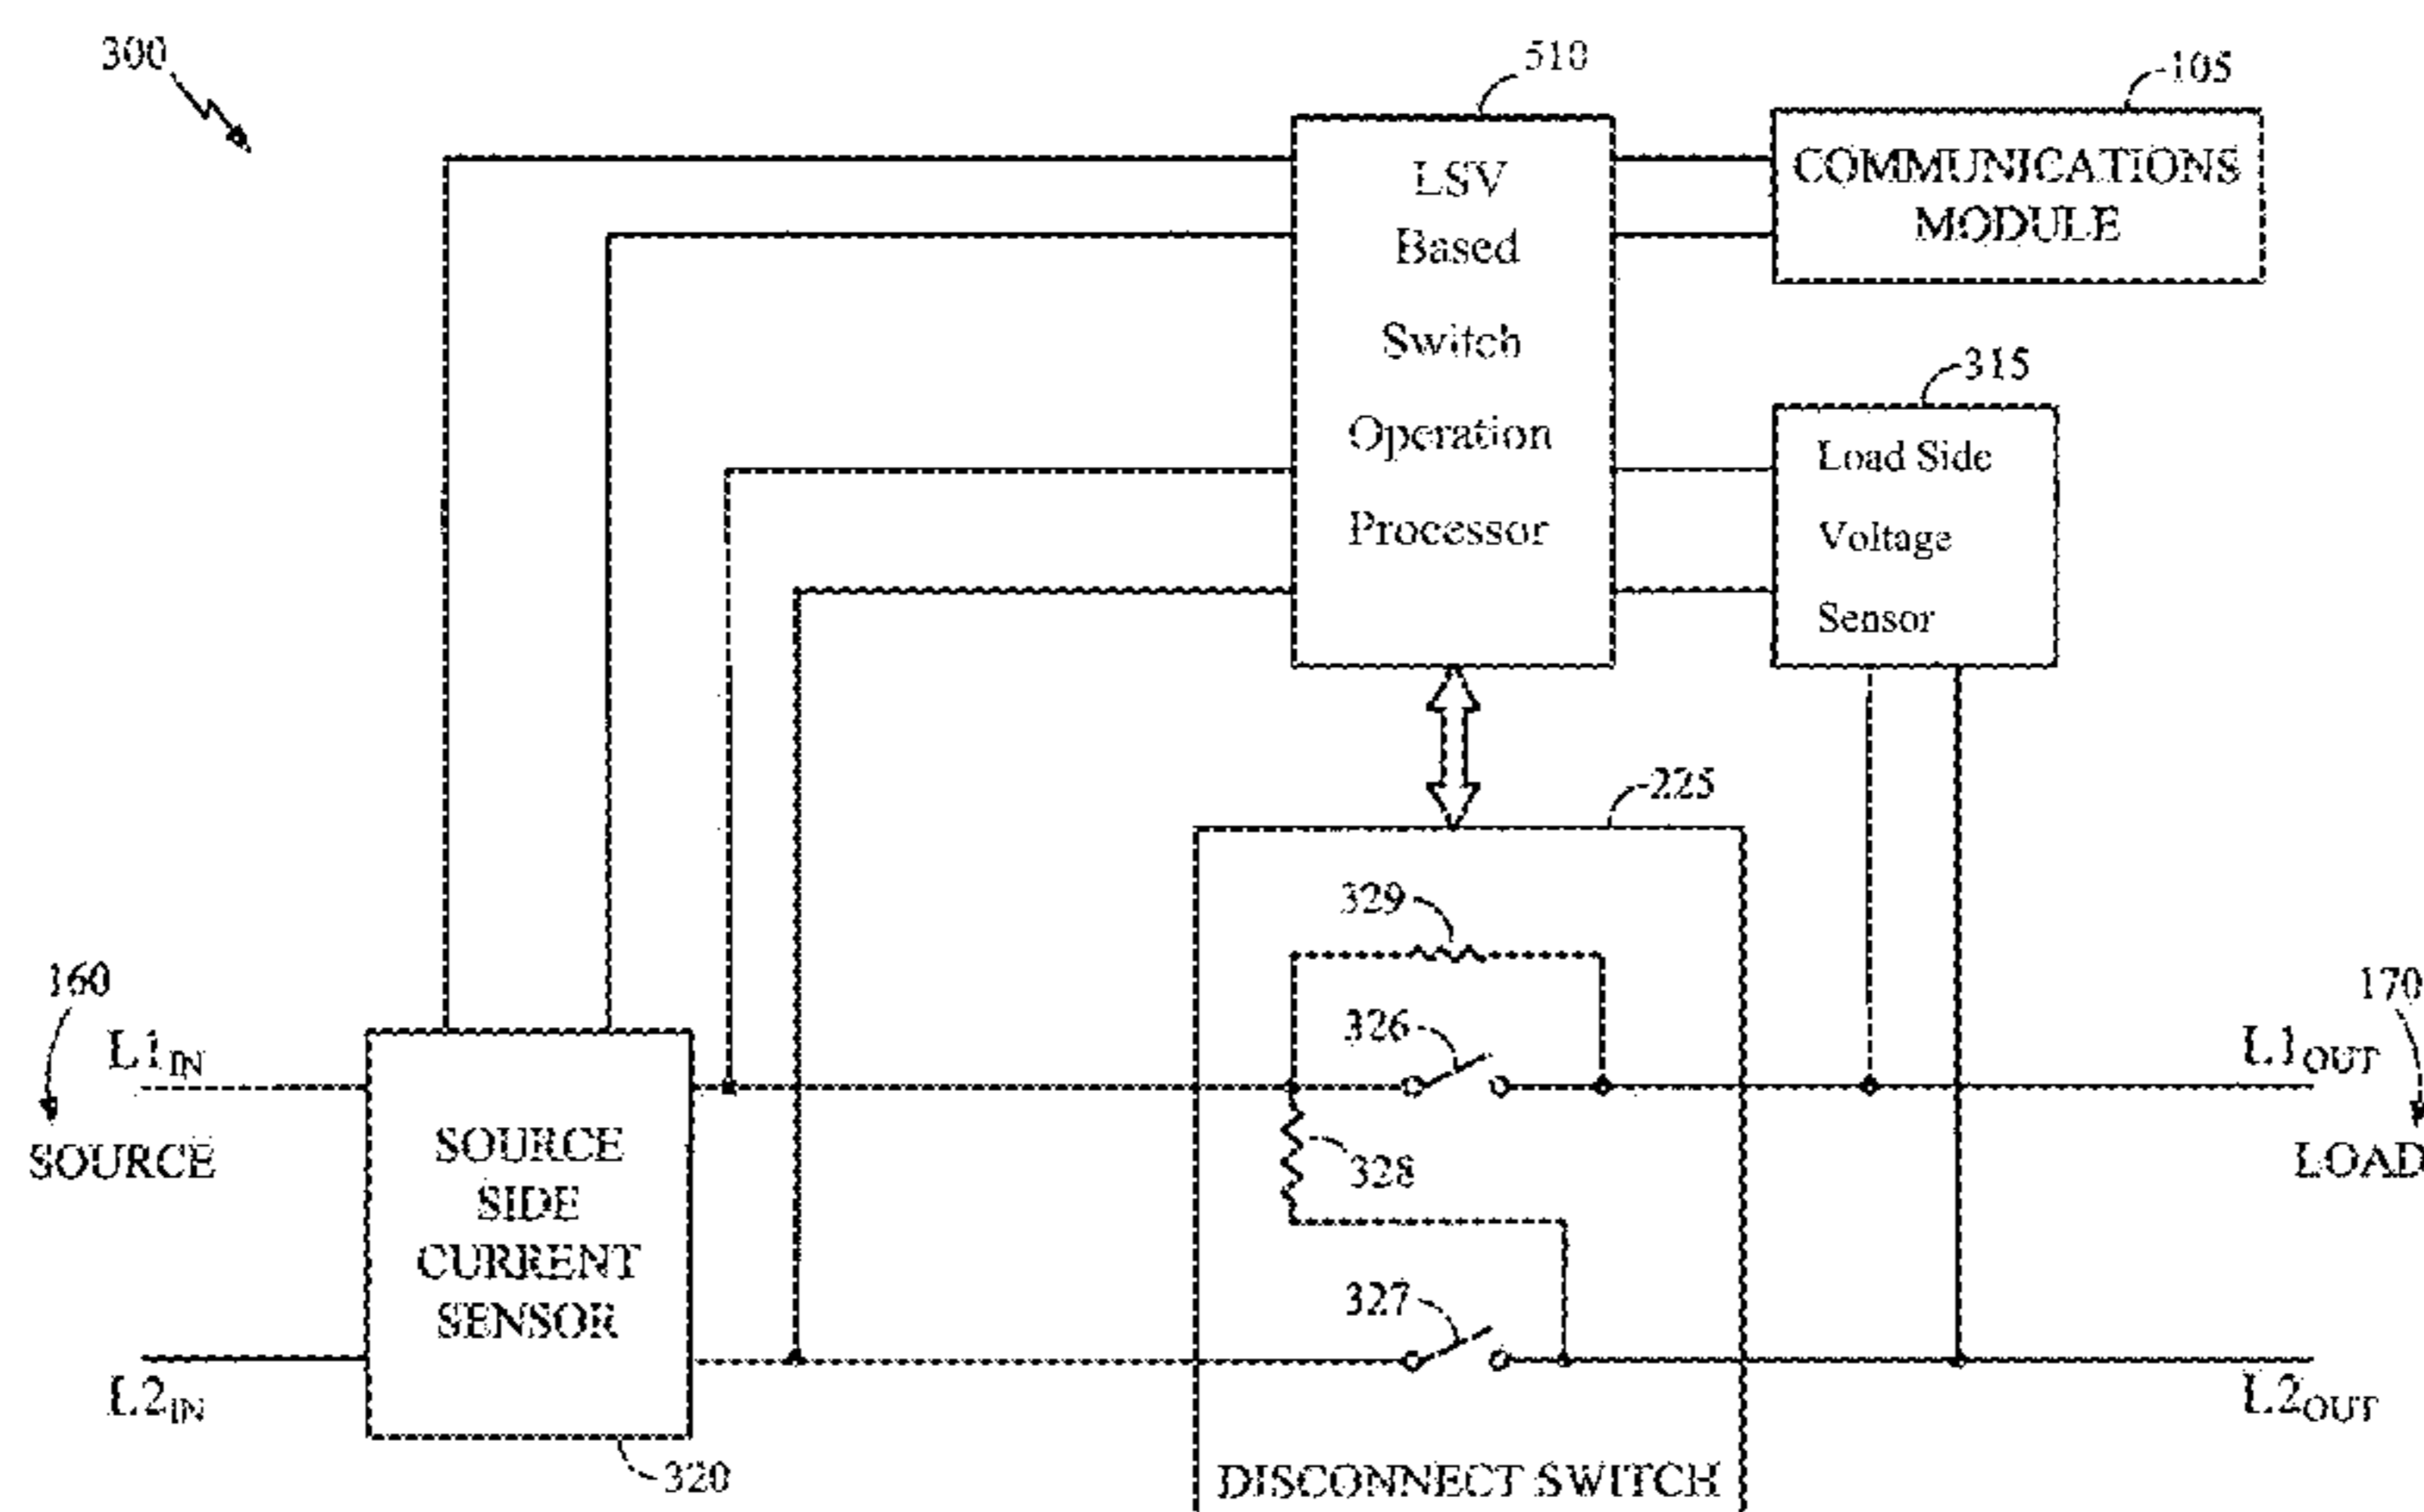 300
510
105
LSV
Based
Switch
Operation
Processor
COMMUNICATIONS
MODULE
315
Load Side
Voltage
Sensor
225
329
326
328
327
160
L1IN
SOURCE
L2IN
SOURCE
SIDE
CURRENT
SENSOR
320
170
L1OUT
LOAD
L2OUT
DISCONNECT SWITCH